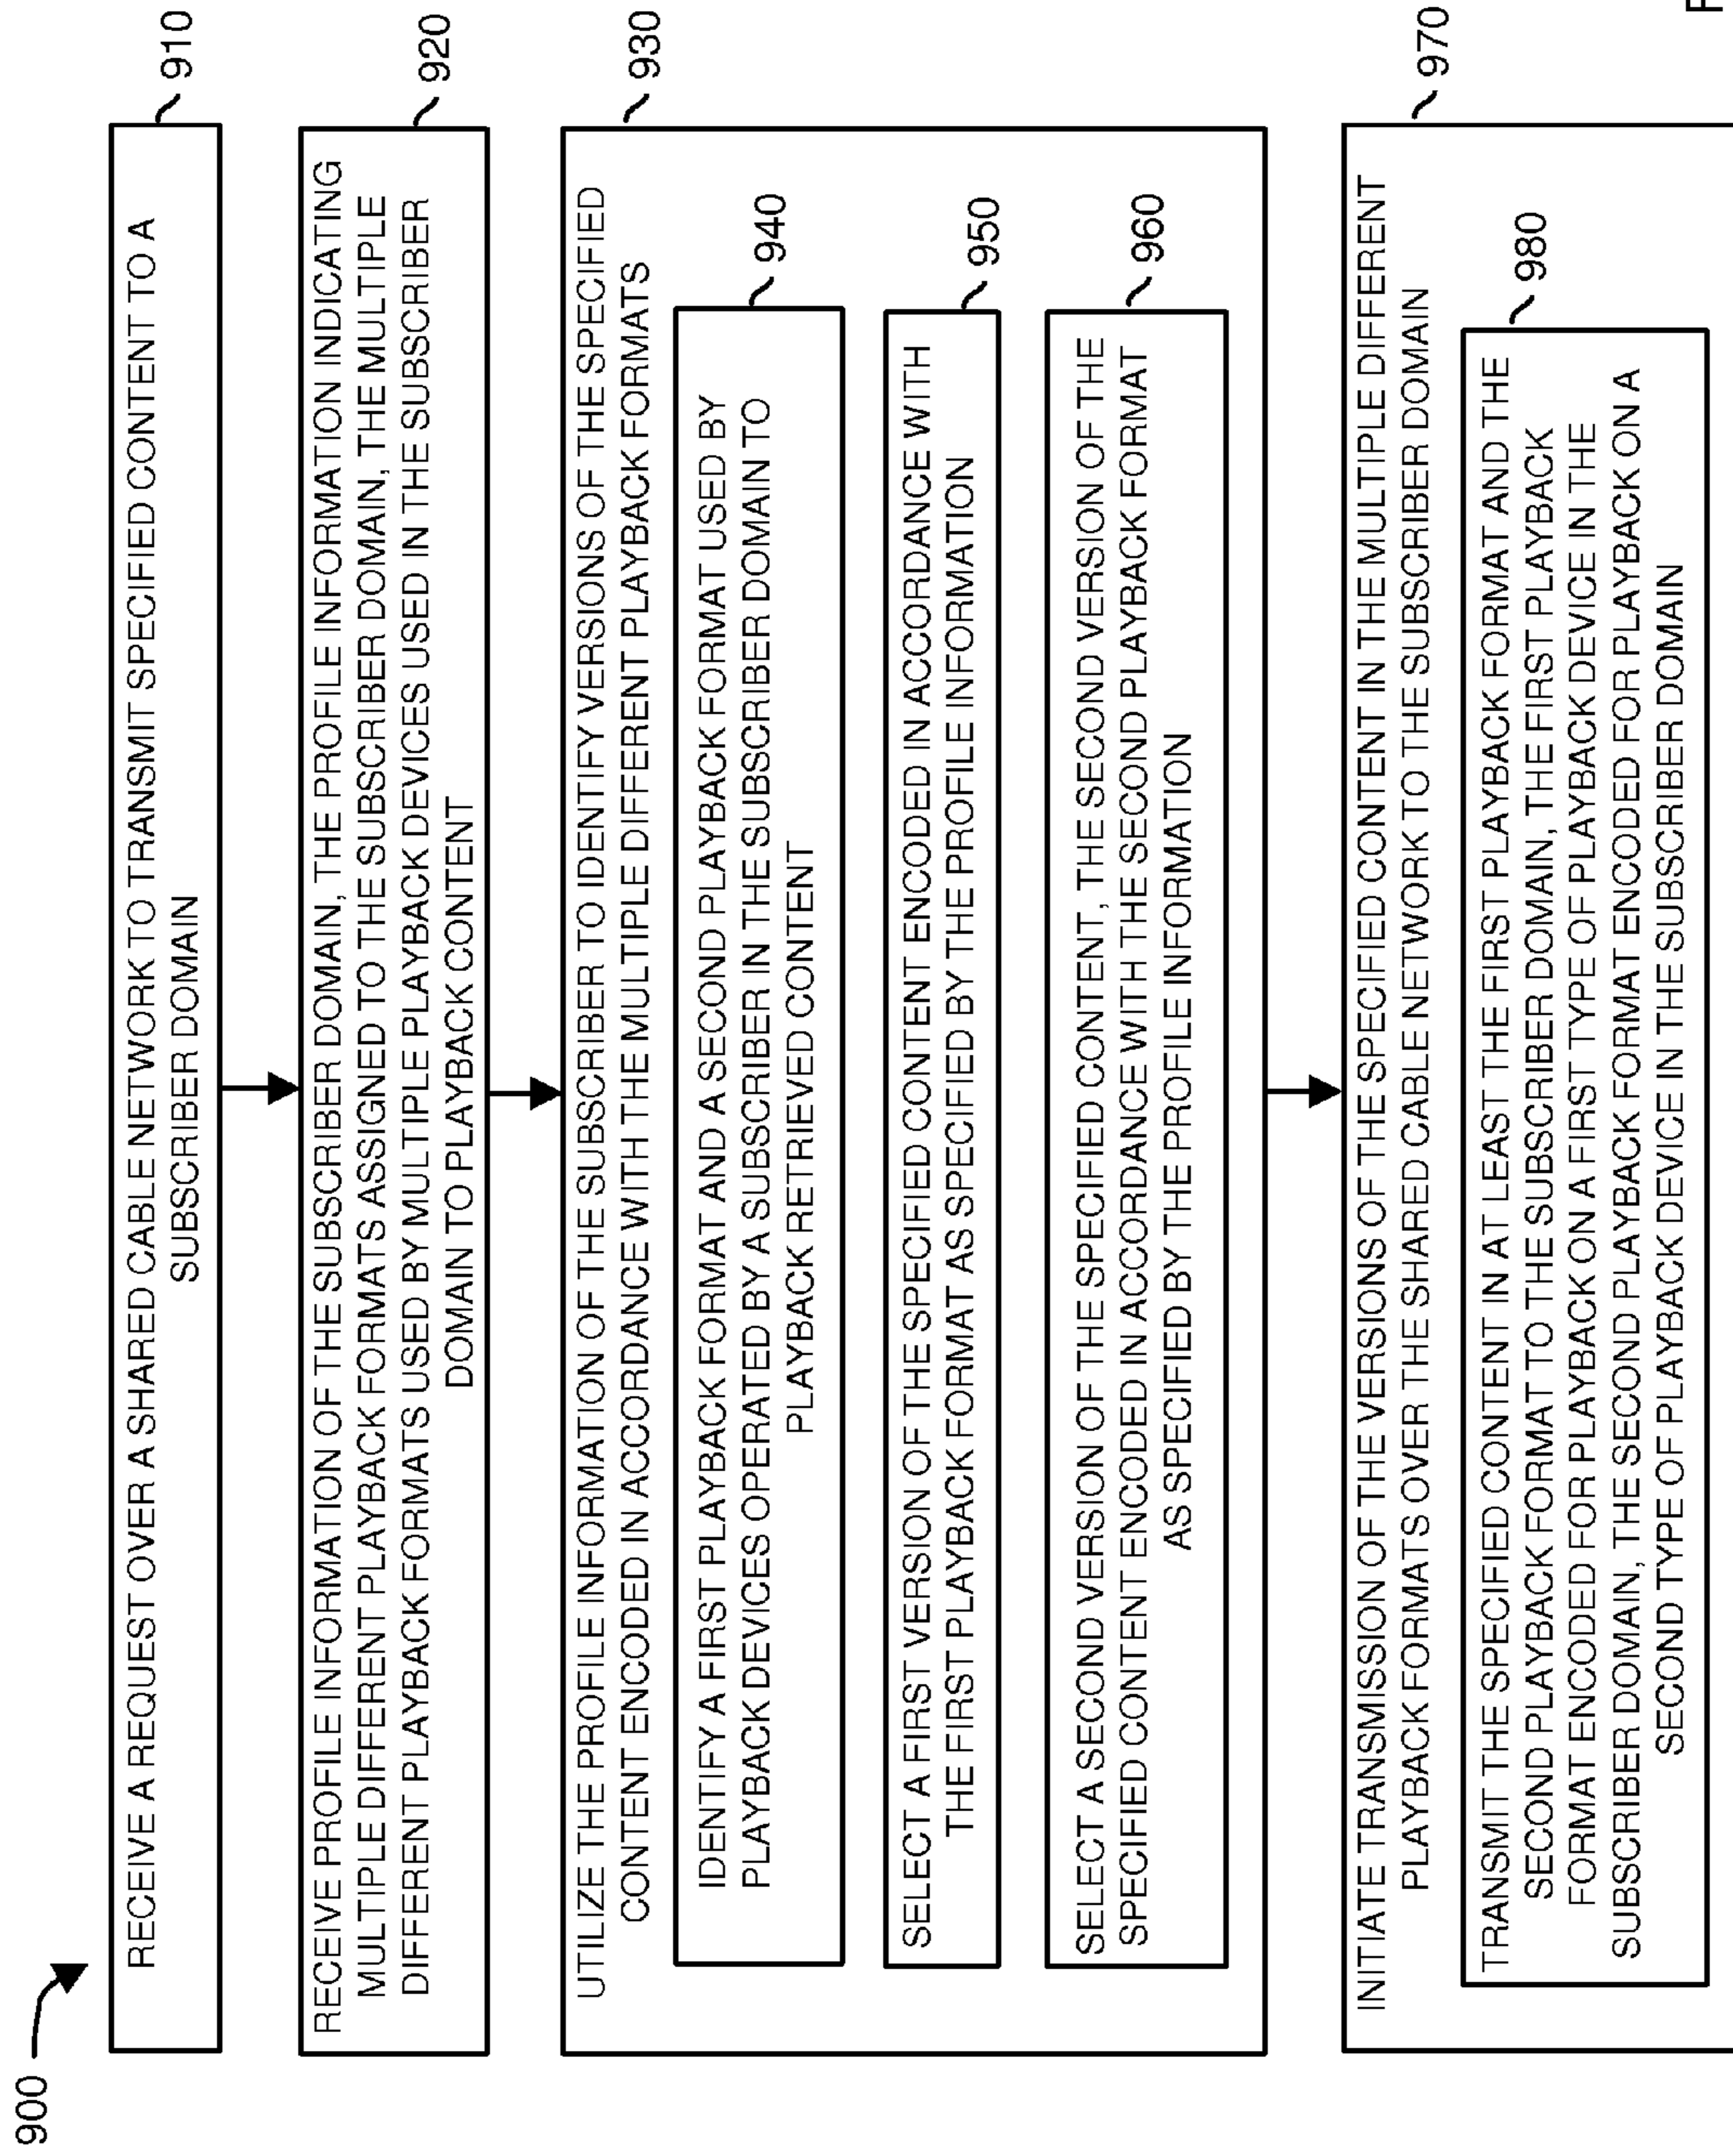 900
RECEIVE A REQUEST OVER A SHARED CABLE NETWORK TO TRANSMIT SPECIFIED CONTENT TO A
SUBSCRIBER DOMAIN
910
RECEIVE PROFILE INFORMATION OF THE SUBSCRIBER DOMAIN, THE PROFILE INFORMATION INDICATING
MULTIPLE DIFFERENT PLAYBACK FORMATS ASSIGNED TO THE SUBSCRIBER DOMAIN, THE MULTIPLE
DIFFERENT PLAYBACK FORMATS USED BY MULTIPLE PLAYBACK DEVICES USED IN THE SUBSCRIBER
DOMAIN TO PLAYBACK CONTENT
920
UTILIZE THE PROFILE INFORMATION OF THE SUBSCRIBER TO IDENTIFY VERSIONS OF THE SPECIFIED
CONTENT ENCODED IN ACCORDANCE WITH THE MULTIPLE DIFFERENT PLAYBACK FORMATS
930
IDENTIFY A FIRST PLAYBACK FORMAT AND A SECOND PLAYBACK FORMAT USED BY
PLAYBACK DEVICES OPERATED BY A SUBSCRIBER IN THE SUBSCRIBER DOMAIN TO
PLAYBACK RETRIEVED CONTENT
940
SELECT A FIRST VERSION OF THE SPECIFIED CONTENT ENCODED IN ACCORDANCE WITH
THE FIRST PLAYBACK FORMAT AS SPECIFIED BY THE PROFILE INFORMATION
950
SELECT A SECOND VERSION OF THE SPECIFIED CONTENT, THE SECOND VERSION OF THE
SPECIFIED CONTENT ENCODED IN ACCORDANCE WITH THE SECOND PLAYBACK FORMAT
AS SPECIFIED BY THE PROFILE INFORMATION
960
INITIATE TRANSMISSION OF THE VERSIONS OF THE SPECIFIED CONTENT IN THE MULTIPLE DIFFERENT
PLAYBACK FORMATS OVER THE SHARED CABLE NETWORK TO THE SUBSCRIBER DOMAIN
970
TRANSMIT THE SPECIFIED CONTENT IN AT LEAST THE FIRST PLAYBACK FORMAT AND THE
SECOND PLAYBACK FORMAT TO THE SUBSCRIBER DOMAIN, THE FIRST PLAYBACK
FORMAT ENCODED FOR PLAYBACK ON A FIRST TYPE OF PLAYBACK DEVICE IN THE
SUBSCRIBER DOMAIN, THE SECOND PLAYBACK FORMAT ENCODED FOR PLAYBACK ON A
SECOND TYPE OF PLAYBACK DEVICE IN THE SUBSCRIBER DOMAIN
980